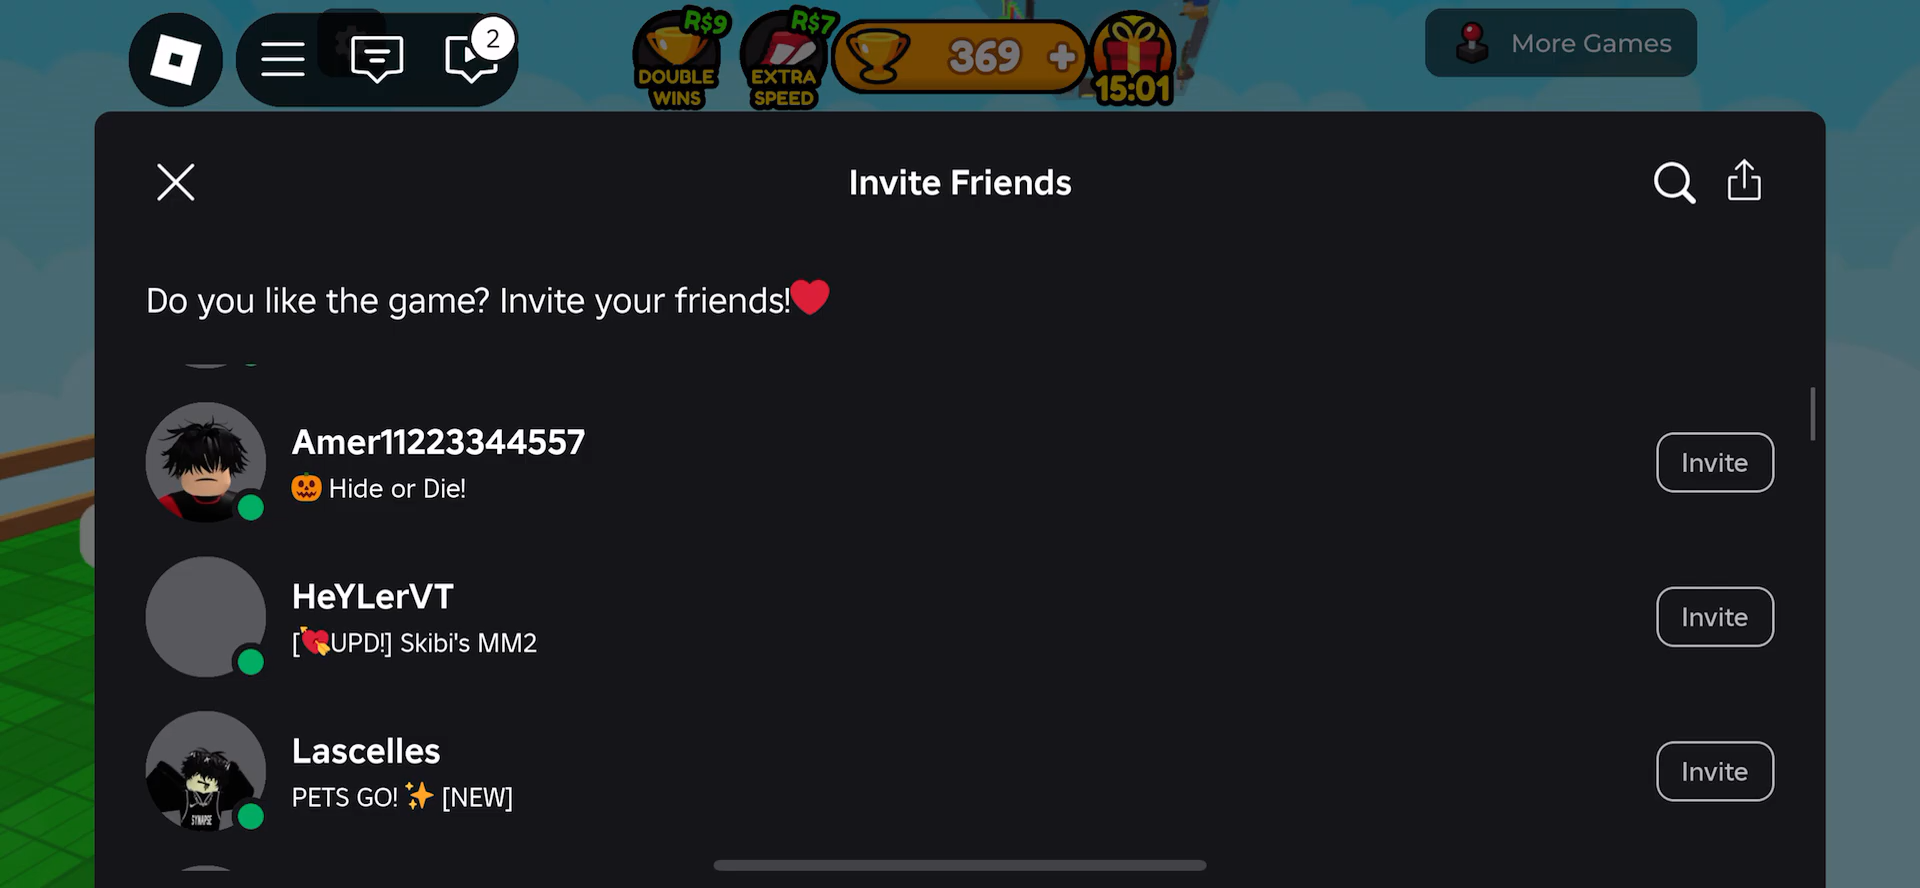 2
R$9
DOUBLE
WINS
R$7
EXTRA
SPEED
369 +
15:01
More Games
Invite Friends
Do you like the game? Invite your friends!❤️
Amer11223344557
🎃 Hide or Die!
Invite
HeYLerVT
[💘UPD!] Skibi's MM2
Invite
Lascelles
PETS GO! ✨ [NEW]
Invite
SYNAPSE